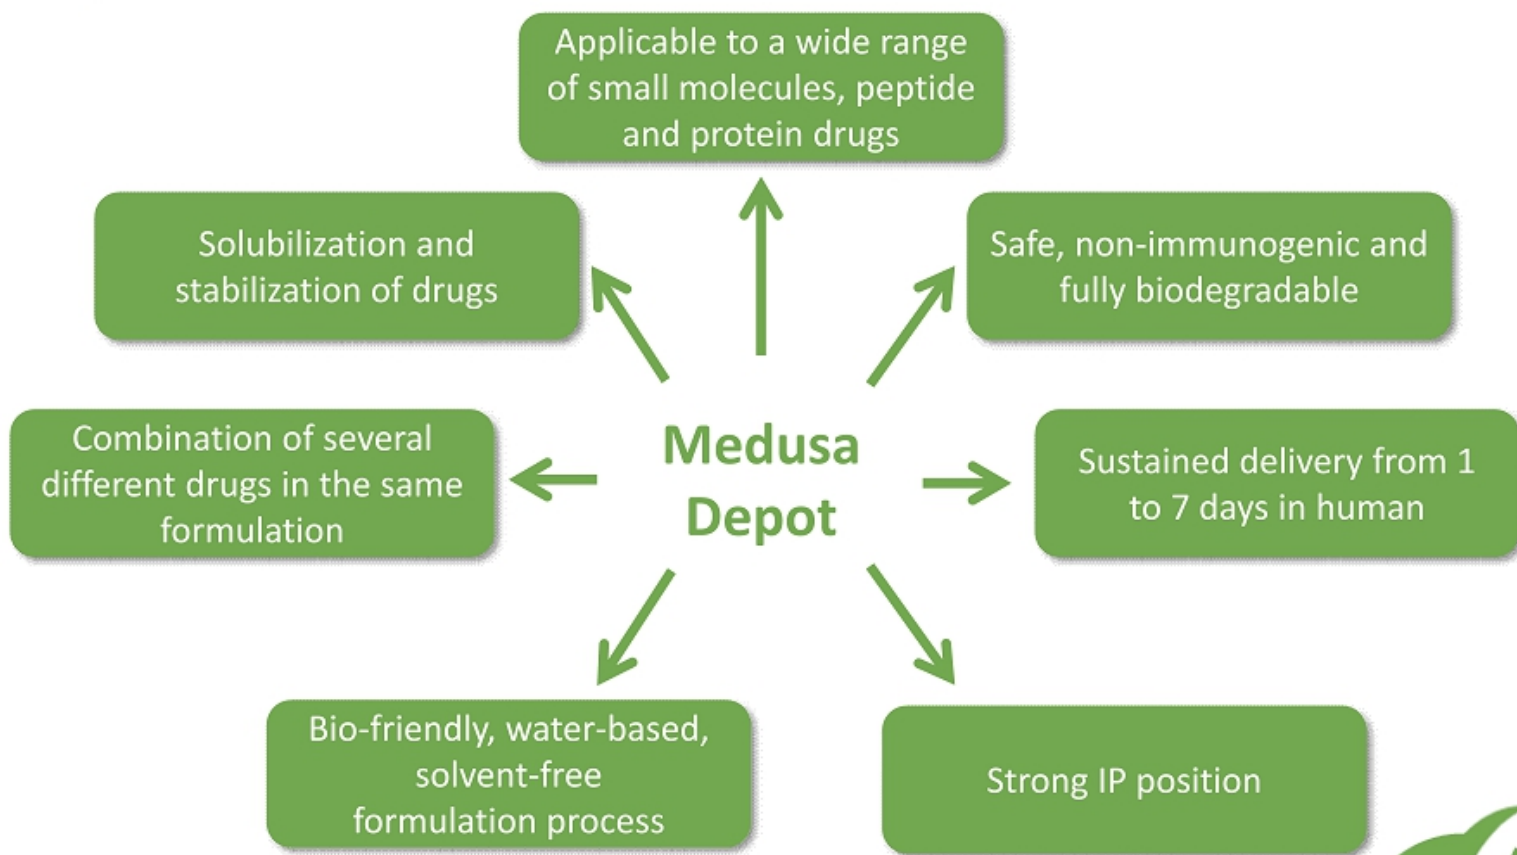 Applicable to a wide range
of small molecules, peptide
and protein drugs
Solubilization and
stabilization of drugs
Safe, non-immunogenic and
fully biodegradable
Combination of several
different drugs in the same
formulation
Medusa
Depot
Sustained delivery from 1
to 7 days in human
Bio-friendly, water-based,
solvent-free
formulation process
Strong IP position